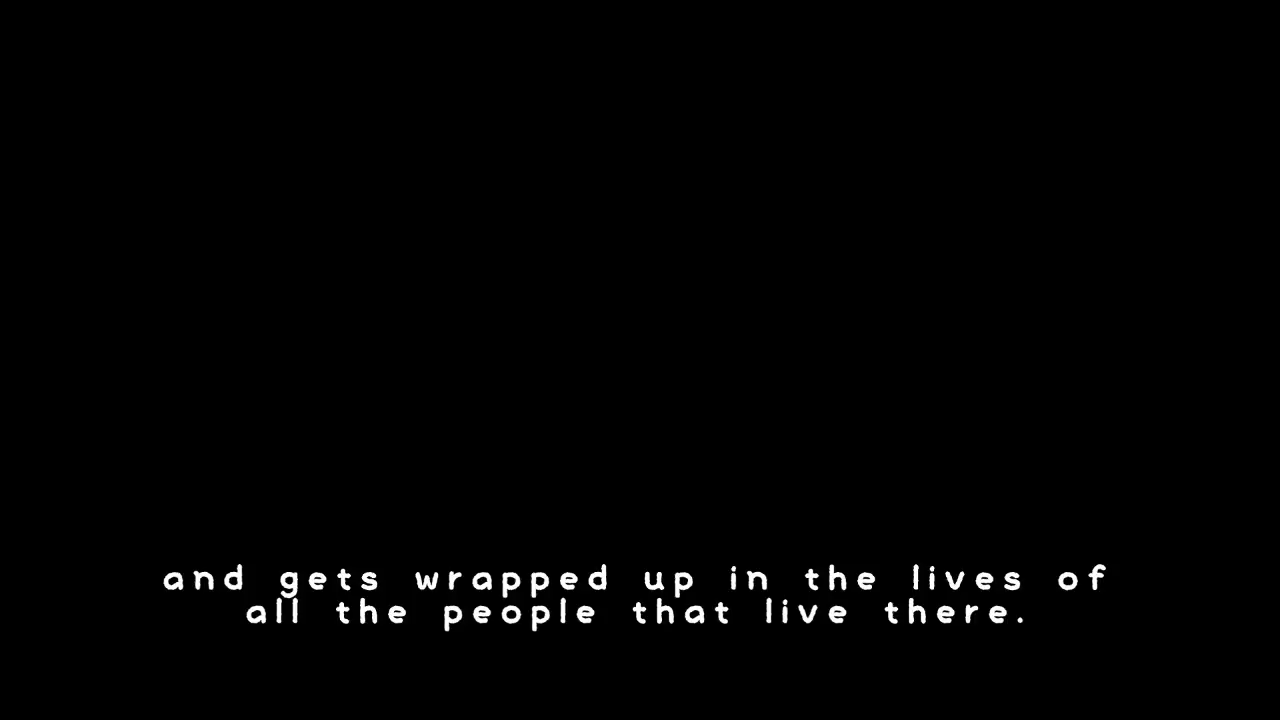 and gets wrapped up in the lives of
all the people that live there.